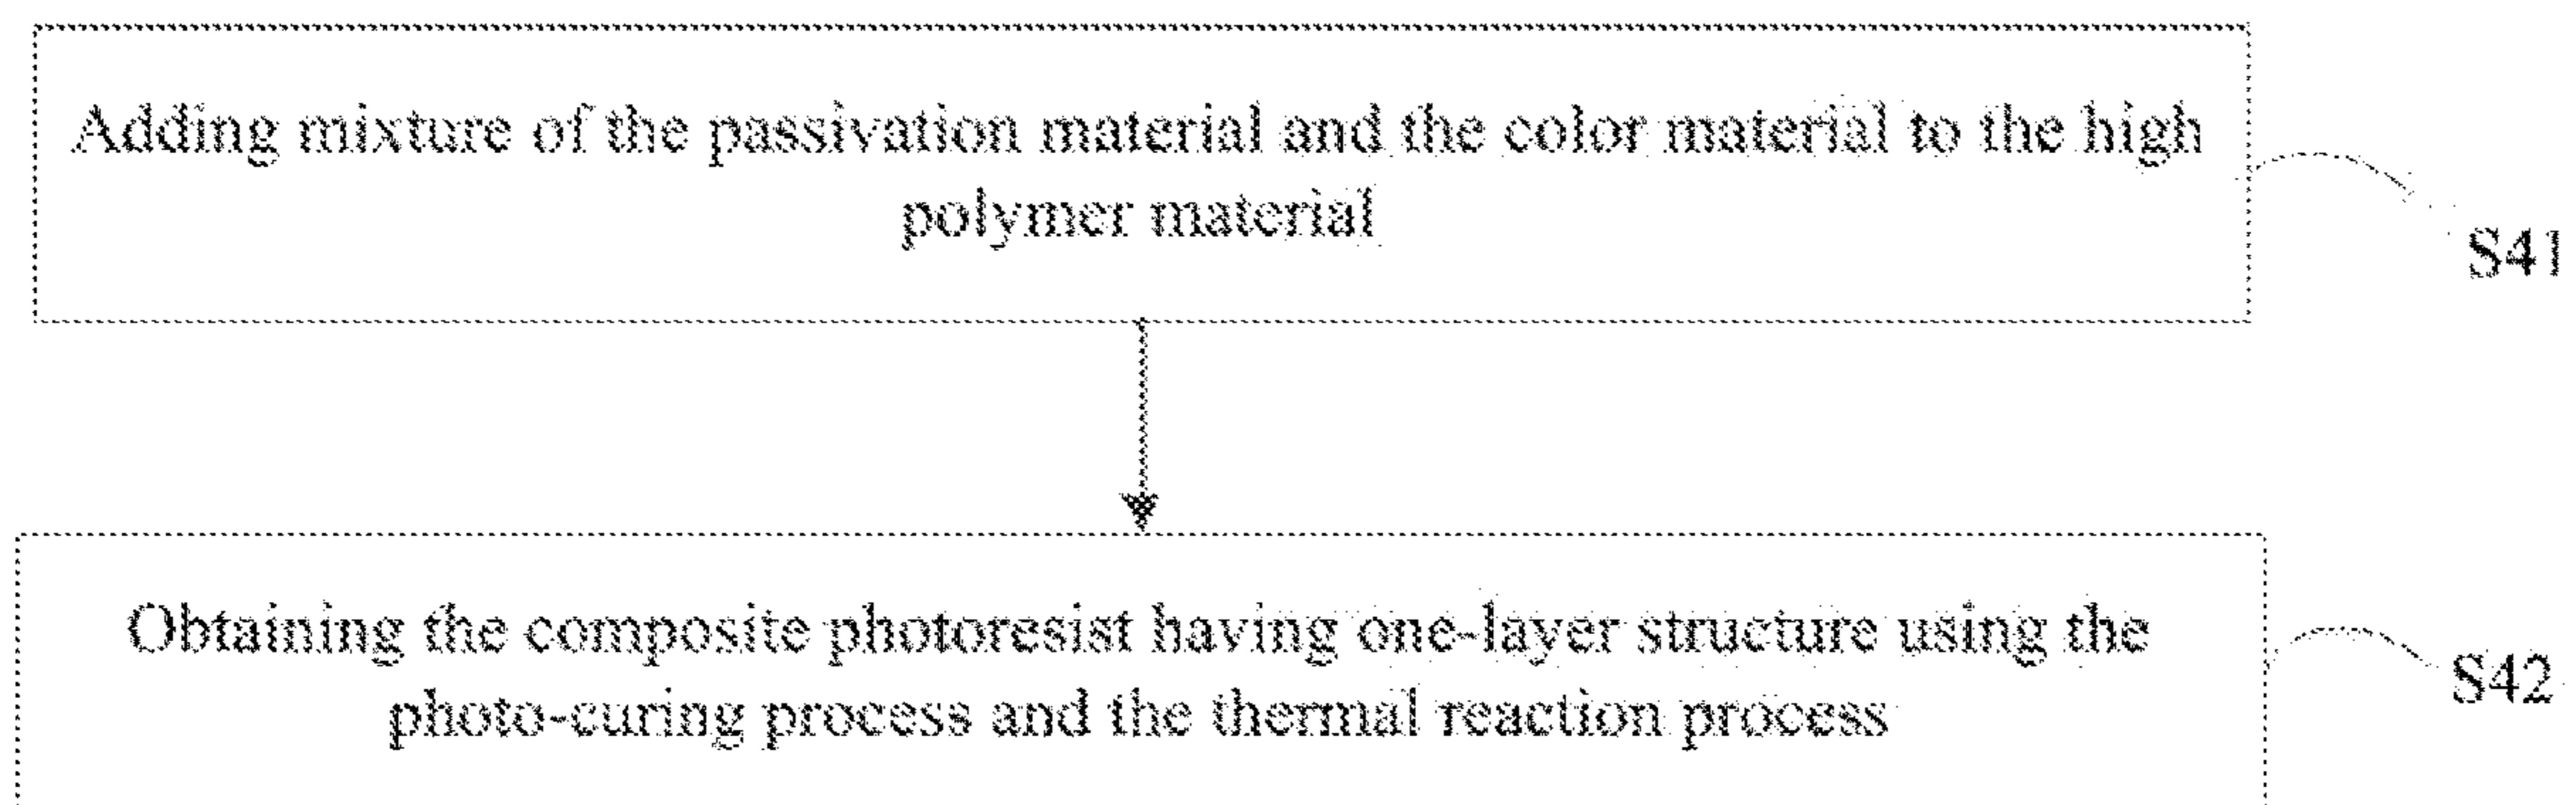 Adding mixture of the passivation material and the color material to the high
polymer material
S41
Obtaining the composite photoresist having one-layer structure using the
photo-curing process and the thermal reaction process
S42